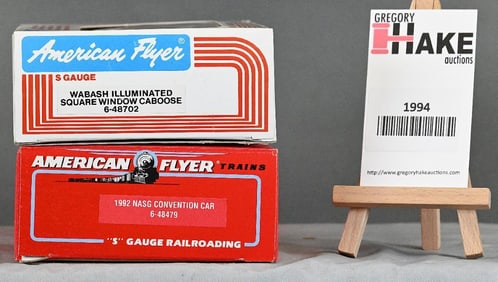 American Flyer
S GAUGE
WABASH ILLUMINATED
SQUARE WINDOW CABOOSE
6-48702
AMERICAN FLYER TRAINS
1992 NASG CONVENTION CAR
6-48479
"S" GAUGE RAILROADING
GREGORY
HAKE
auctions
1994
http://www.gregoryhakeauctions.com